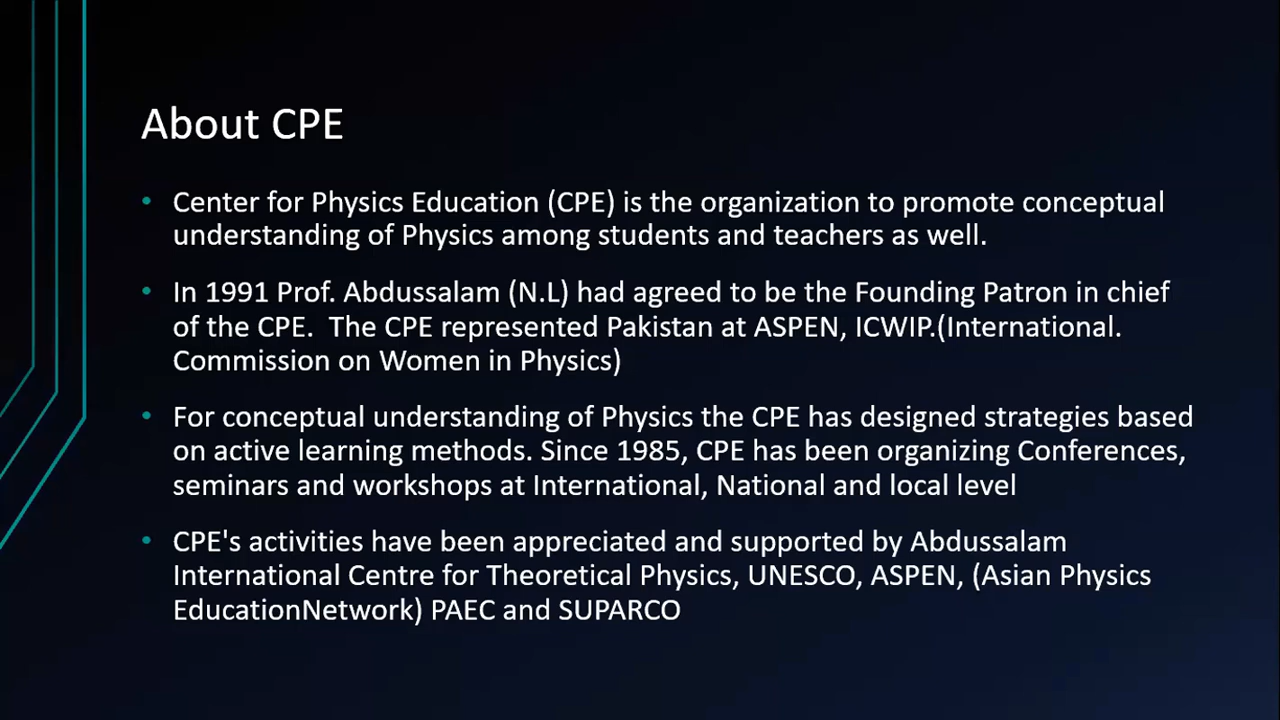 About CPE
• Center for Physics Education (CPE) is the organization to promote conceptual
understanding of Physics among students and teachers as well.
• In 1991 Prof. Abdussalam (N.L) had agreed to be the Founding Patron in chief
of the CPE.  The CPE represented Pakistan at ASPEN, ICWIP.(International.
Commission on Women in Physics)
• For conceptual understanding of Physics the CPE has designed strategies based
on active learning methods. Since 1985, CPE has been organizing Conferences,
seminars and workshops at International, National and local level
• CPE's activities have been appreciated and supported by Abdussalam
International Centre for Theoretical Physics, UNESCO, ASPEN, (Asian Physics
EducationNetwork) PAEC and SUPARCO